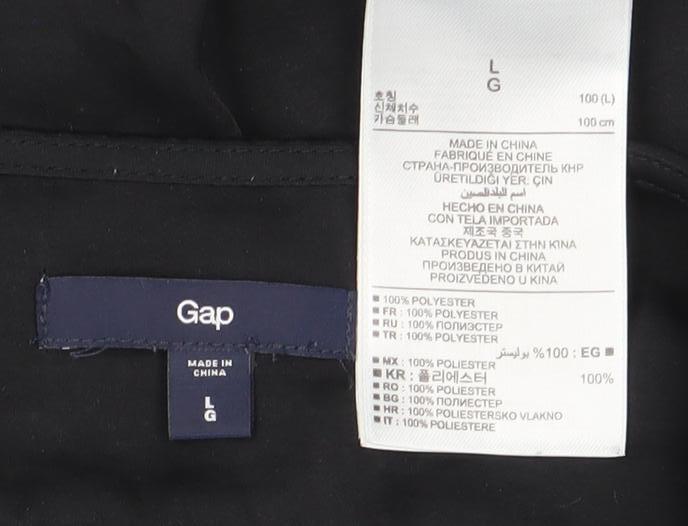 L
G
호칭 100 (L)
신체치수
가슴둘레 100 cm
MADE IN CHINA
FABRIQUÉ EN CHINE
СТРАНА-ПРОИЗВОДИТЕЛЬ КНР
ÜRETİLDİĞİ YER: ÇİN
اسم البلد الصين
HECHO EN CHINA
CON TELA IMPORTADA
제조국 중국
ΚΑΤΑΣΚΕΥΑΖΕΤΑΙ ΣΤΗΝ ΚΙΝΑ
PRODUS IN CHINA
ПРОИЗВЕДЕНО В КИТАЙ
PROIZVEDENO U KINA
100% POLYESTER
FR : 100% POLYESTER
RU : 100% ПОЛИЭСТЕР
TR : 100% POLYESTER
EG : 100% بوليستر
MX : 100% POLIESTER
KR : 폴리에스터 100%
RO : 100% POLIESTER
BG : 100% ПОЛИЕСТЕР
HR : 100% POLIESTERSKO VLAKNO
IT : 100% POLIESTERE
Gap
MADE IN
CHINA
L
G